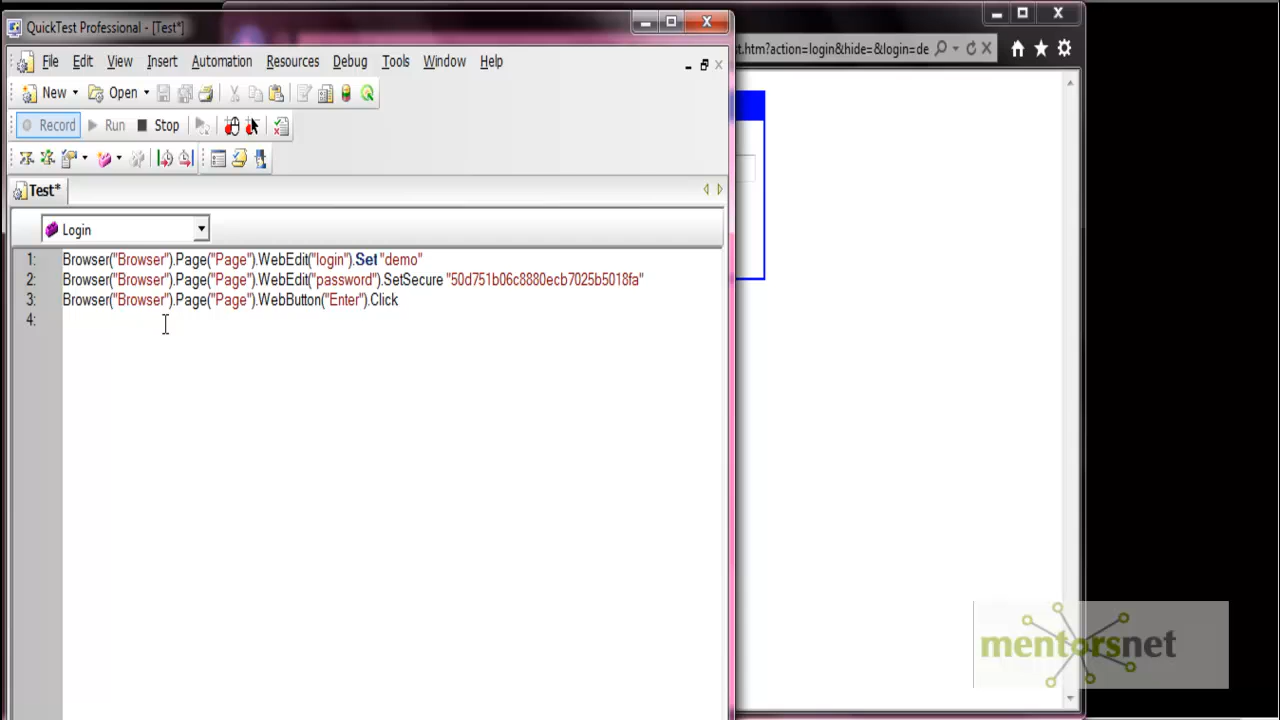 QuickTest Professional - [Test*]
File Edit View Insert Automation Resources Debug Tools Window Help
New Open
Record Run Stop
Test*
Login
1: Browser("Browser").Page("Page").WebEdit("login").Set "demo"
2: Browser("Browser").Page("Page").WebEdit("password").SetSecure "50d751b06c8880ecb7025b5018fa"
3: Browser("Browser").Page("Page").WebButton("Enter").Click
4:
st.htm?action=login&hide=&login=de
mentorsnet